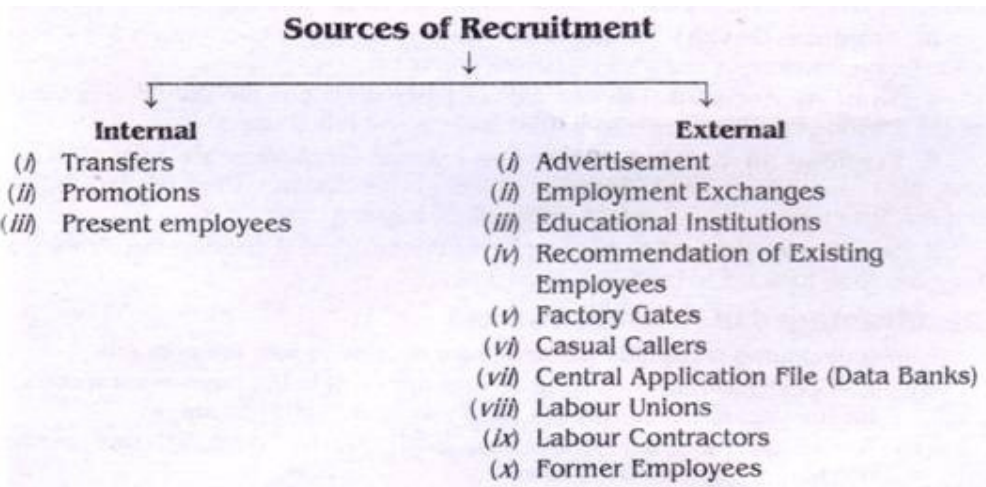 Sources of Recruitment
Internal
(i) Transfers
(ii) Promotions
(iii) Present employees
External
(i) Advertisement
(ii) Employment Exchanges
(iii) Educational Institutions
(iv) Recommendation of Existing
Employees
(v) Factory Gates
(vi) Casual Callers
(vii) Central Application File (Data Banks)
(viii) Labour Unions
(ix) Labour Contractors
(x) Former Employees